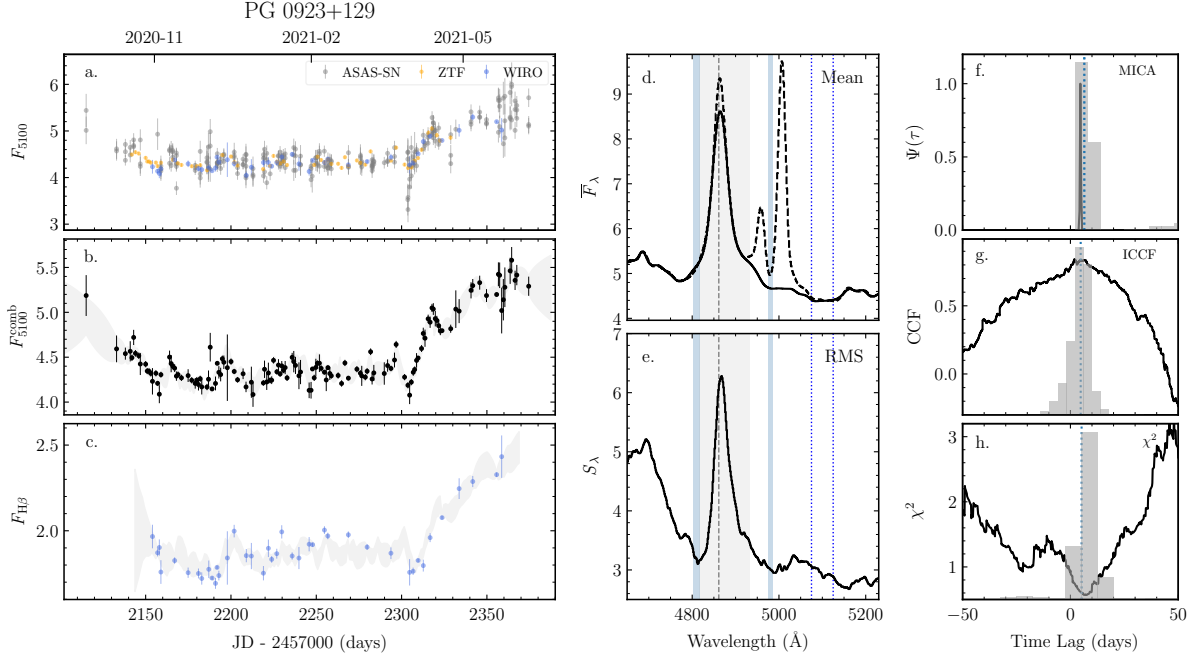 PG 0923+129
2020-11 2021-02 2021-05
a. ASAS-SN ZTF WIRO
F5100
6
5
4
3
b.
F5100comb
5.5
5.0
4.5
4.0
c.
FHβ
2.5
2.0
2150 2200 2250 2300 2350
JD - 2457000 (days)
d. Mean
F̅λ
9
8
7
6
5
4
e. RMS
Sλ
7
6
5
4
3
4800 5000 5200
Wavelength (Å)
f. MICA
Ψ(τ)
1.0
0.5
0.0
g. ICCF
CCF
0.5
0.0
h. χ²
χ²
3
2
1
−50 0 50
Time Lag (days)